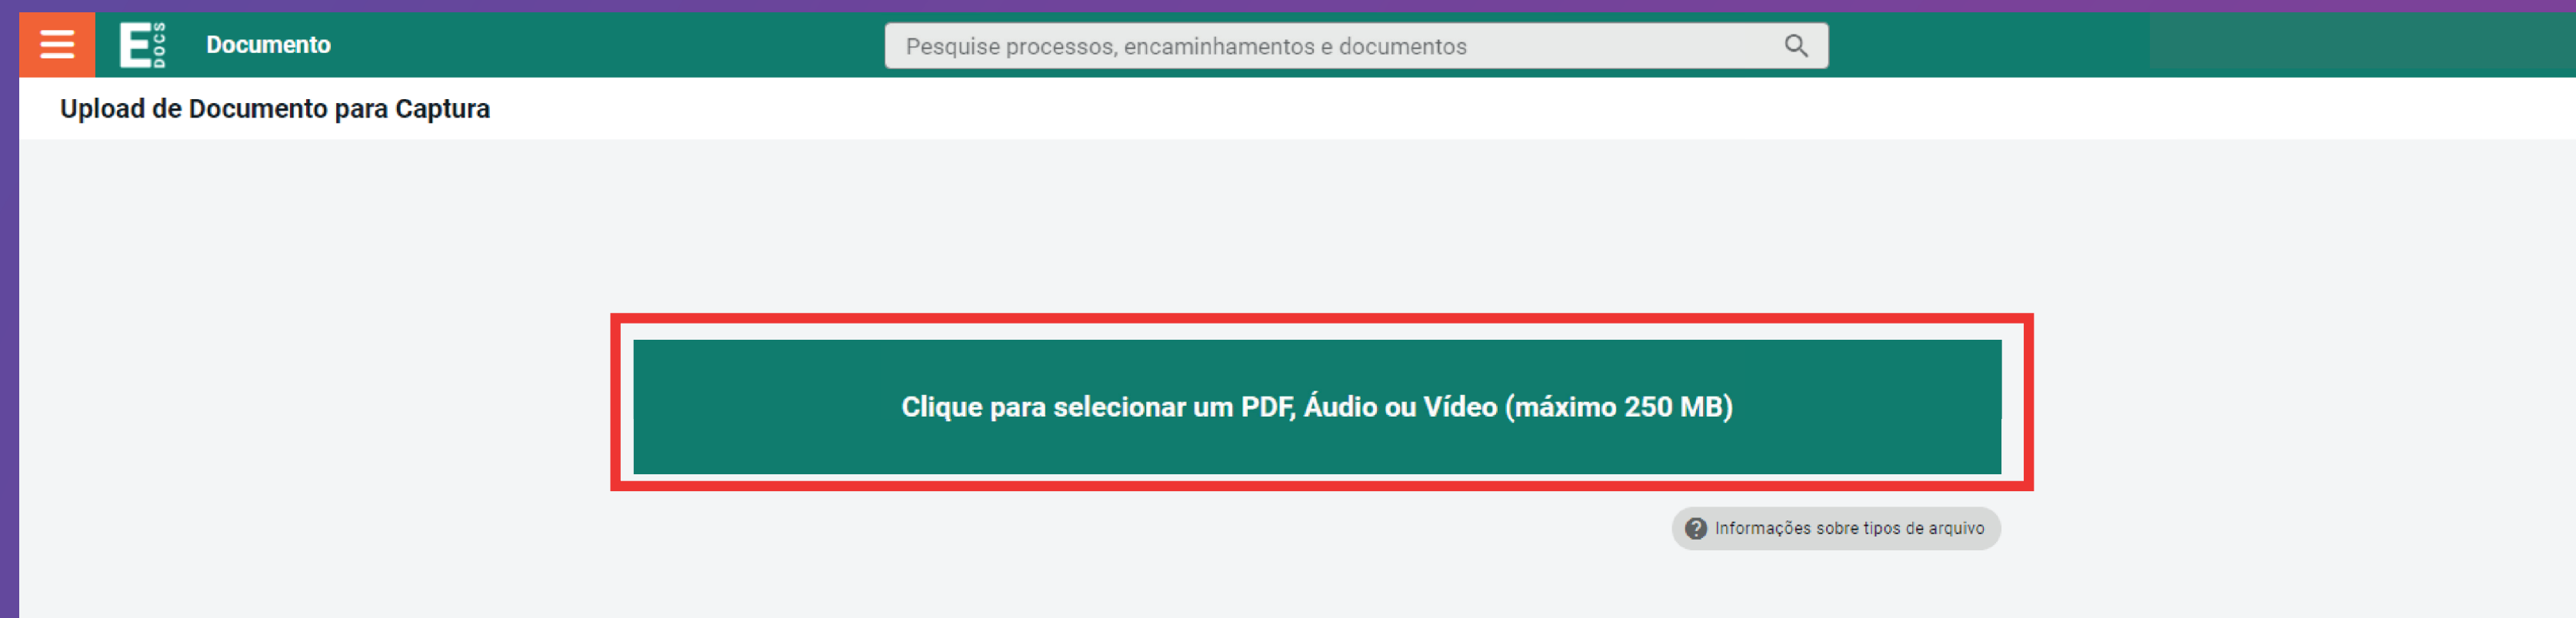 E DOCS Documento
Pesquise processos, encaminhamentos e documentos
Upload de Documento para Captura
Clique para selecionar um PDF, Áudio ou Vídeo (máximo 250 MB)
? Informações sobre tipos de arquivo